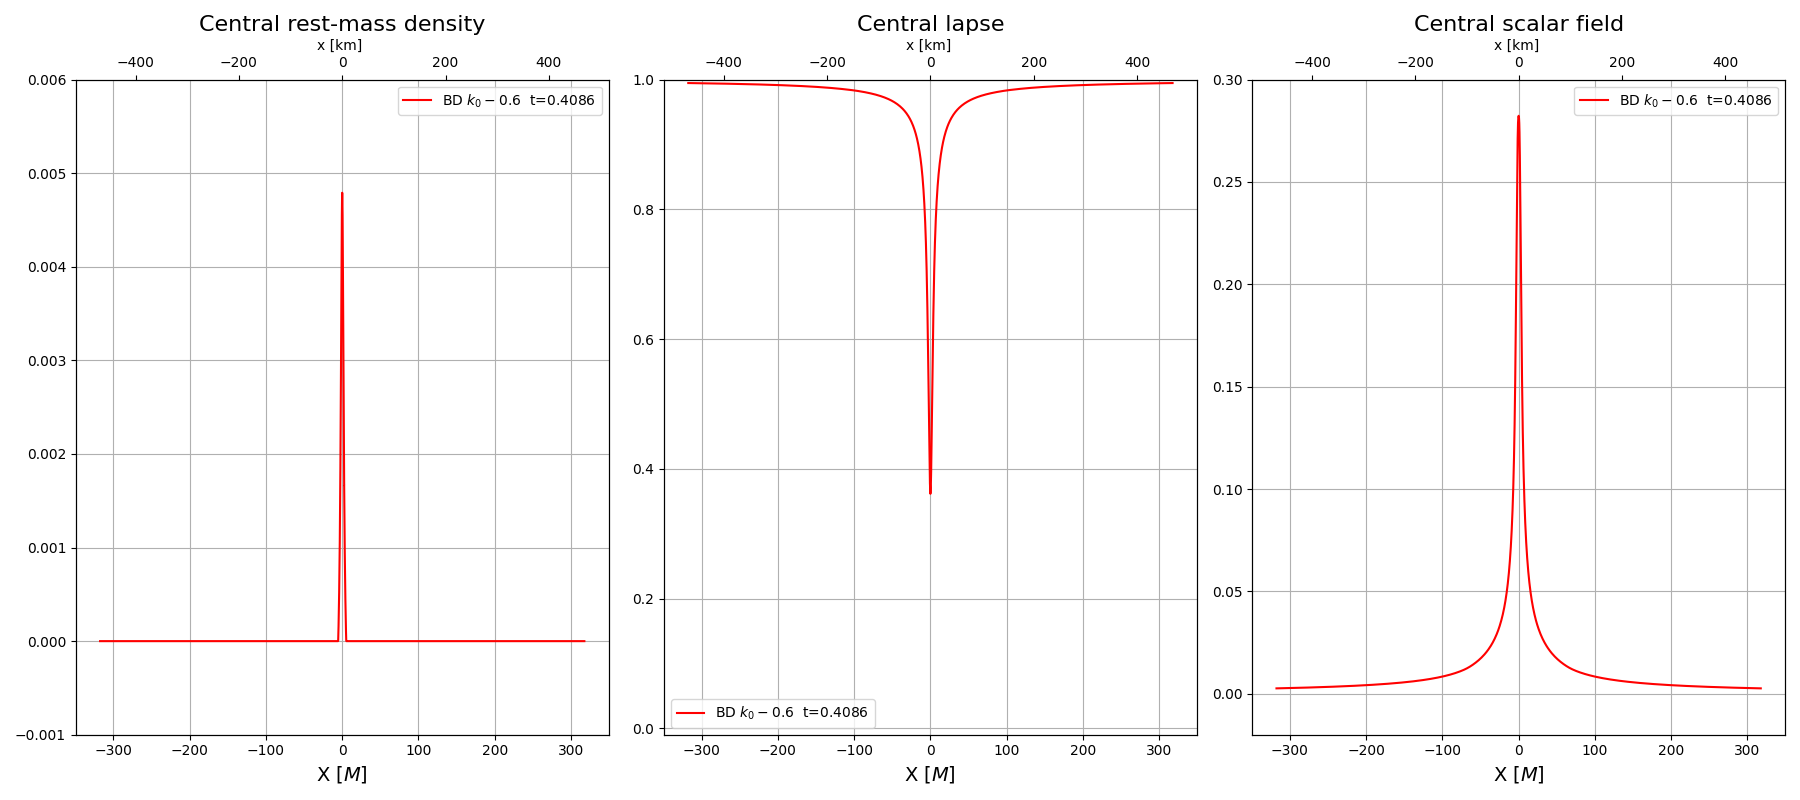 Central rest-mass density
x [km]
−400 −200 0 200 400
0.006
0.005
0.004
0.003
0.002
0.001
0.000
−0.001
BD k₀ − 0.6 t=0.4086
−300 −200 −100 0 100 200 300
X [M]
Central lapse
x [km]
−400 −200 0 200 400
1.0
0.8
0.6
0.4
0.2
0.0
BD k₀ − 0.6 t=0.4086
−300 −200 −100 0 100 200 300
X [M]
Central scalar field
x [km]
−400 −200 0 200 400
0.30
0.25
0.20
0.15
0.10
0.05
0.00
BD k₀ − 0.6 t=0.4086
−300 −200 −100 0 100 200 300
X [M]